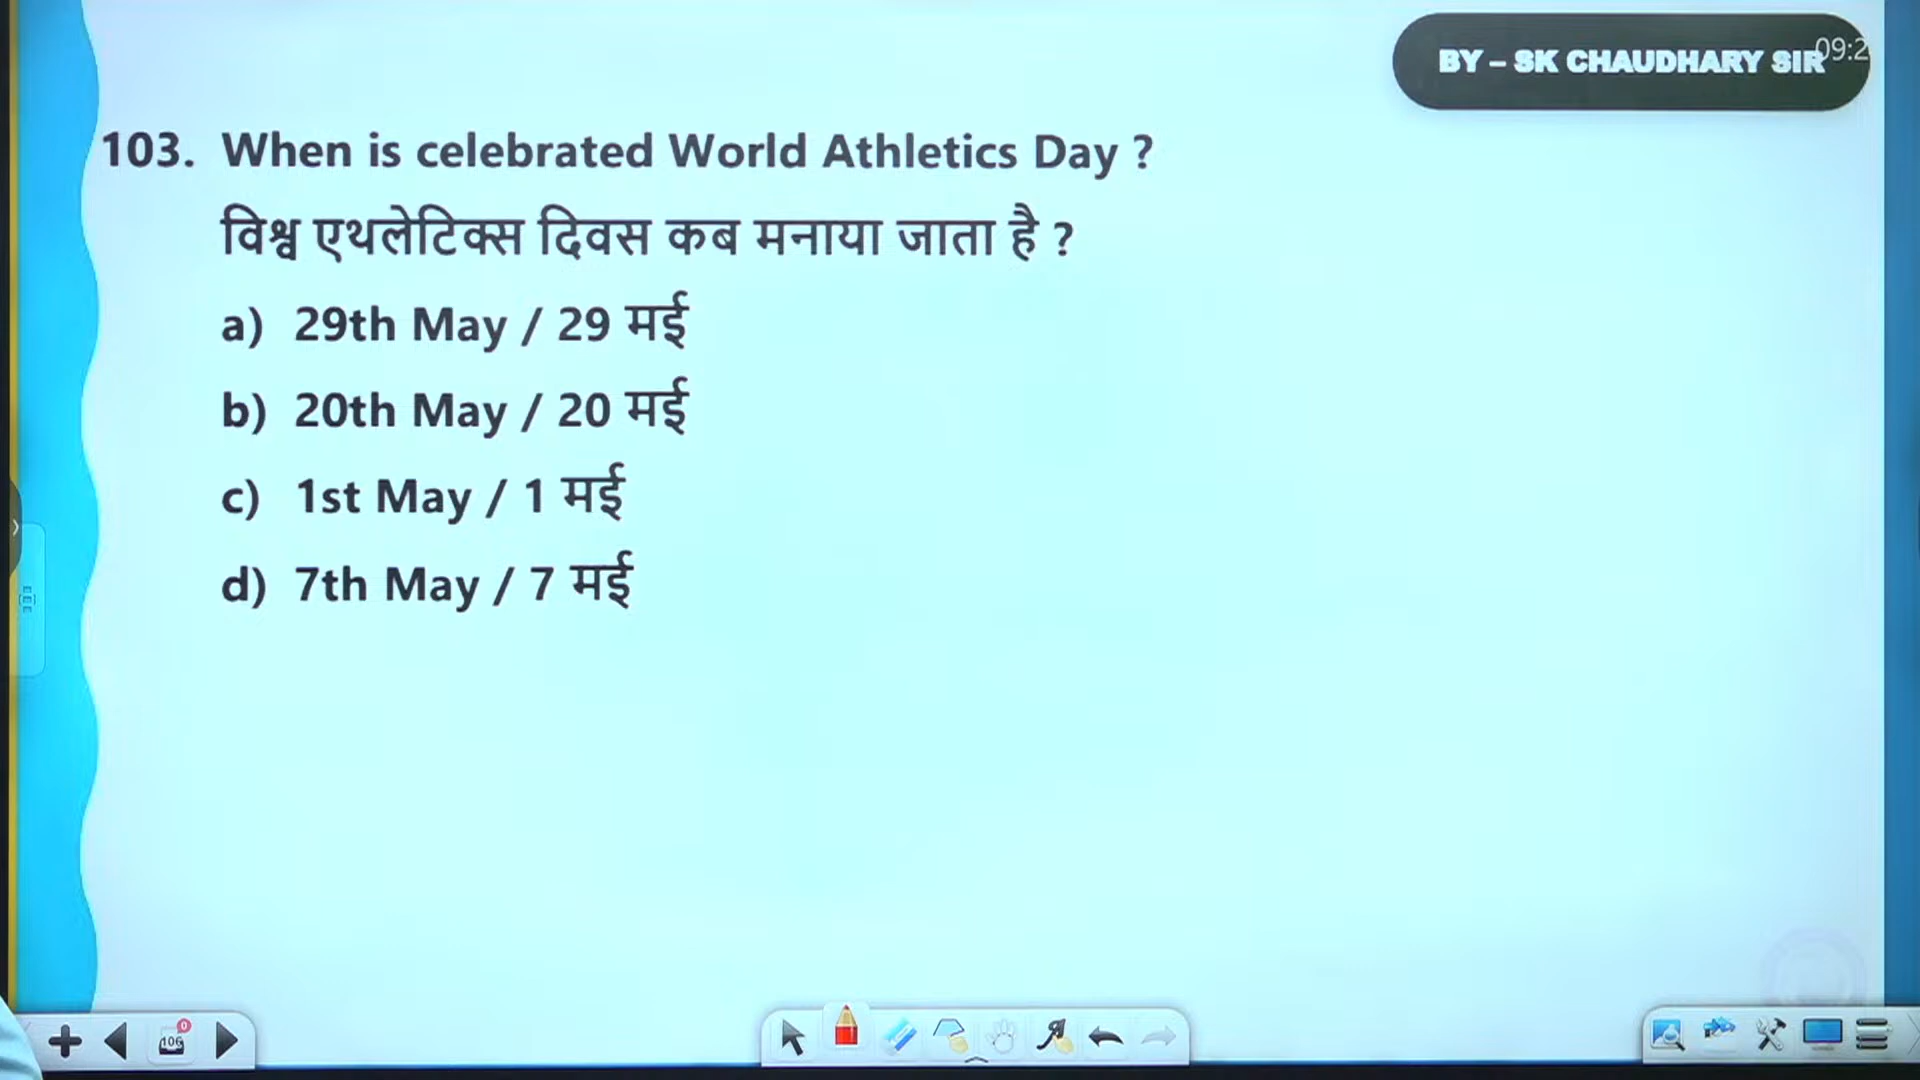 BY – SK CHAUDHARY SIR
09:2
103. When is celebrated World Athletics Day ?
विश्व एथलेटिक्स दिवस कब मनाया जाता है ?
a) 29th May / 29 मई
b) 20th May / 20 मई
c) 1st May / 1 मई
d) 7th May / 7 मई
0
106